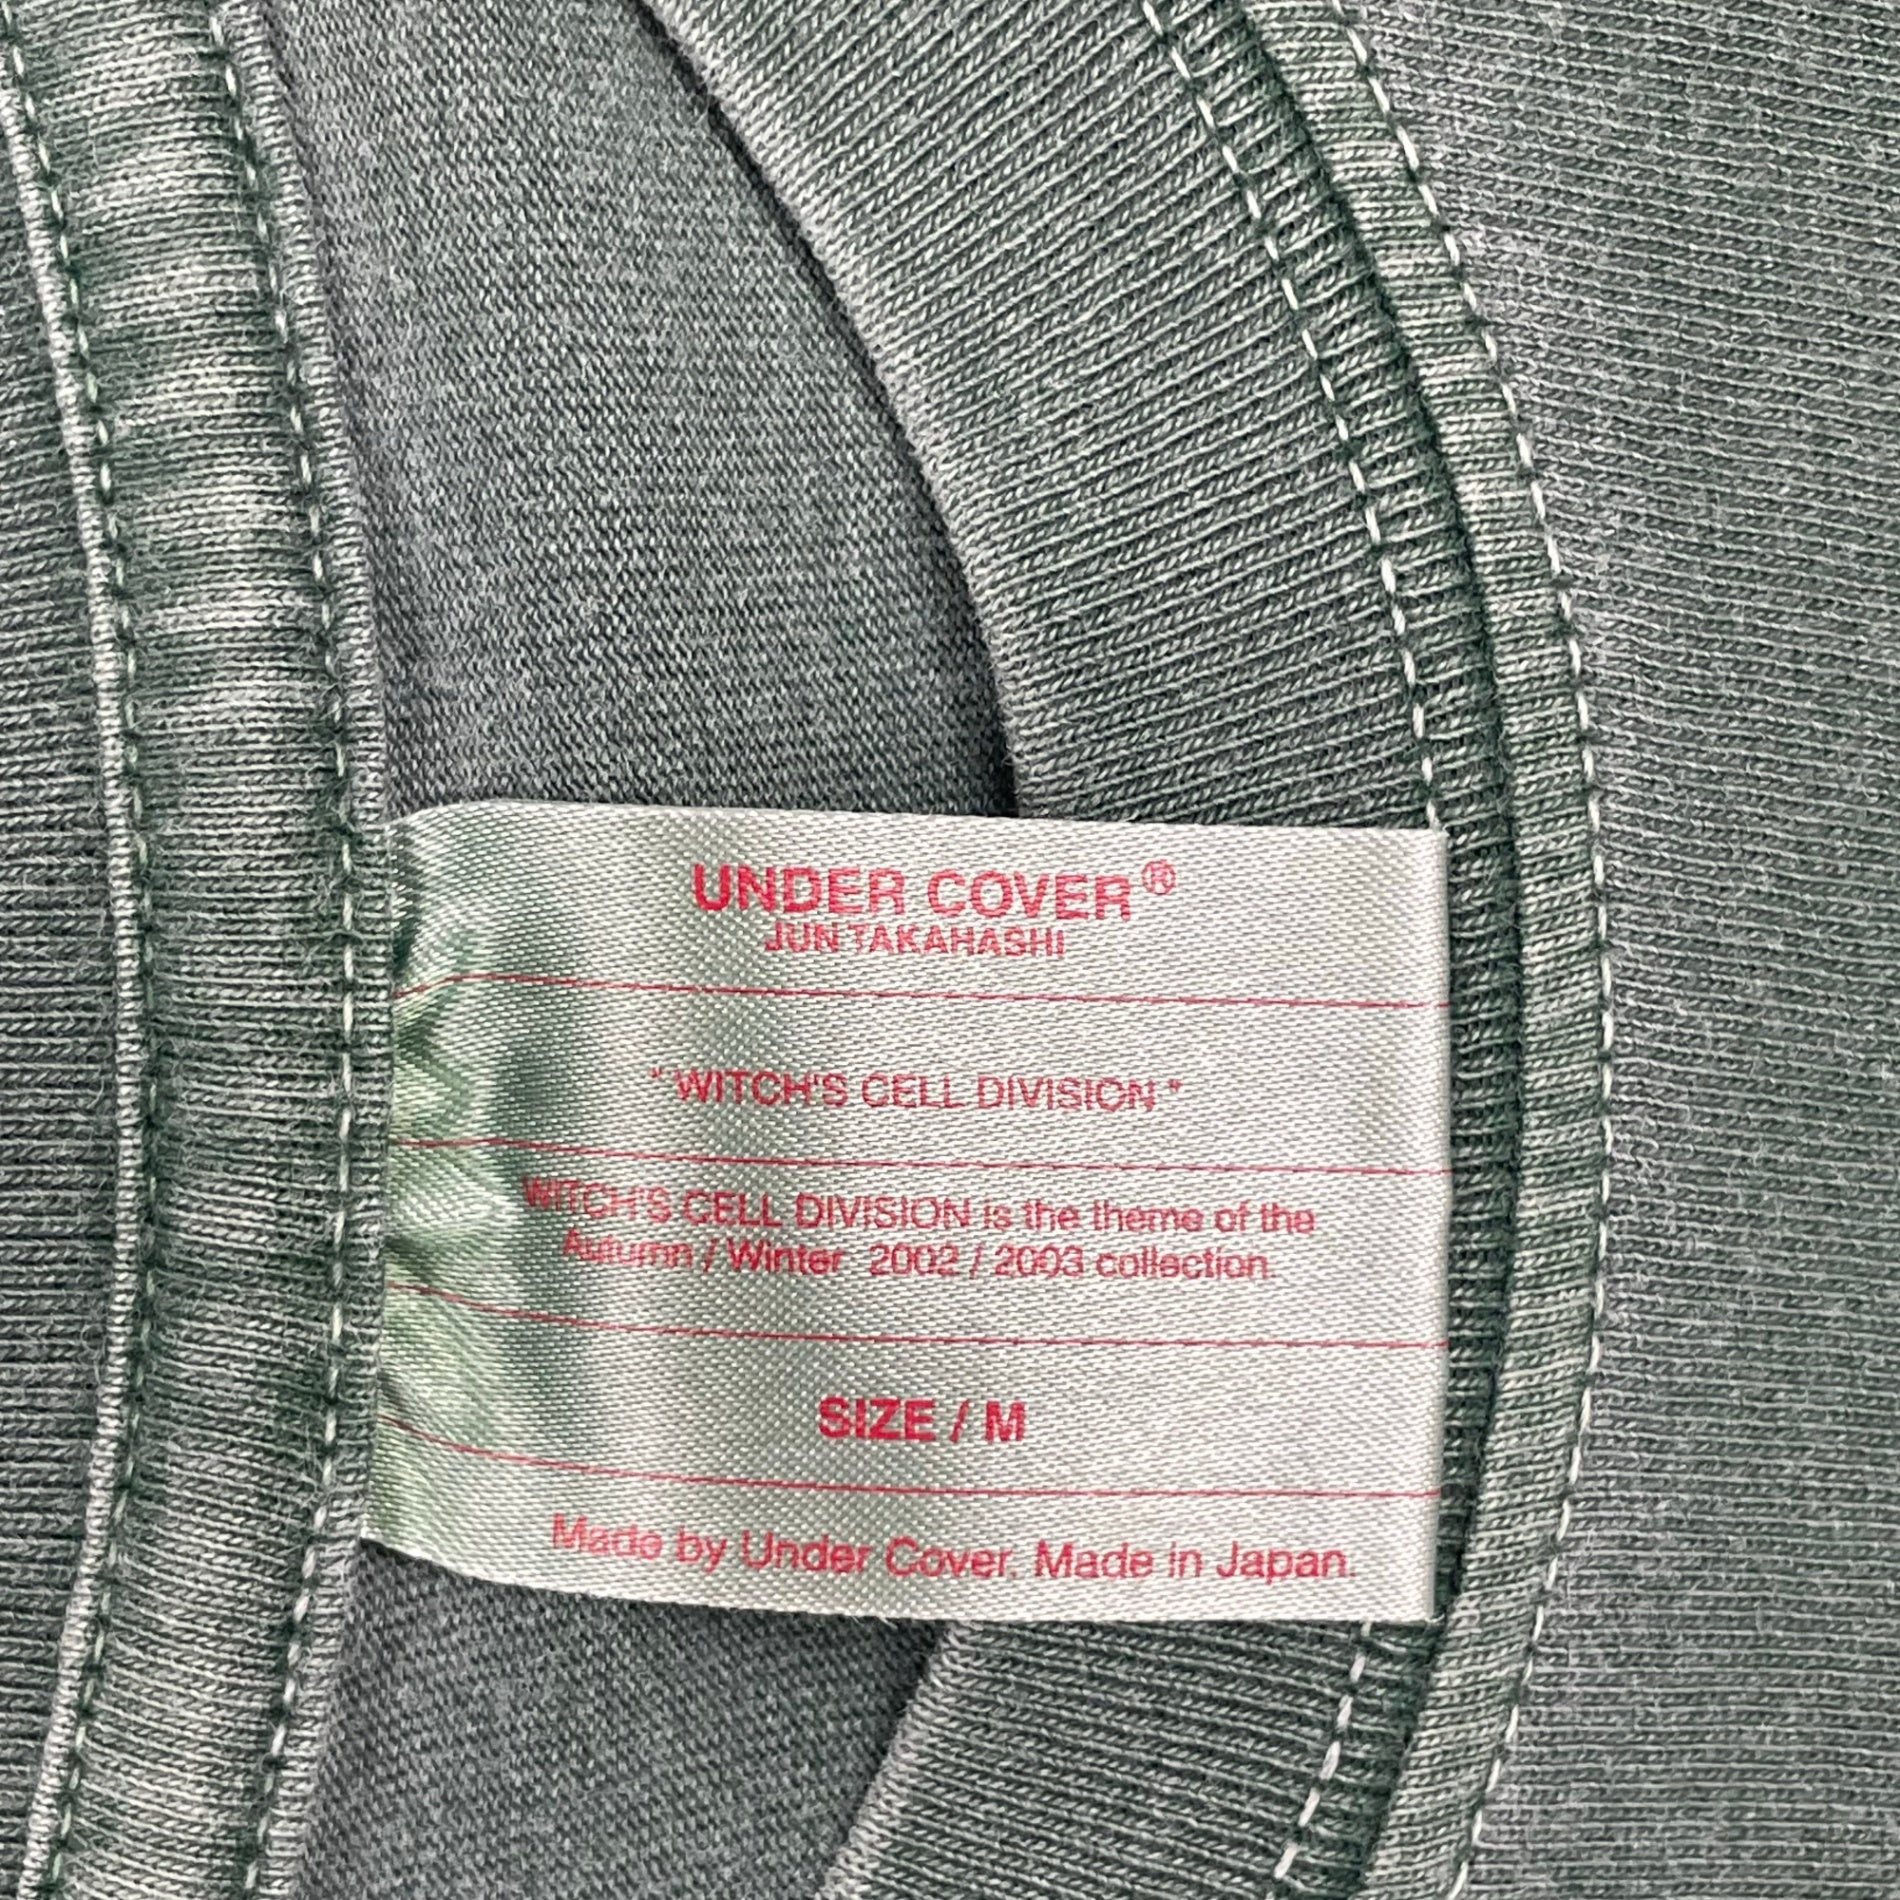 UNDER COVER®
JUN TAKAHASHI
" WITCH'S CELL DIVISION "
WITCH'S CELL DIVISION is the theme of the
Autumn / Winter 2002 / 2003 collection.
SIZE / M
Made by Under Cover. Made in Japan.